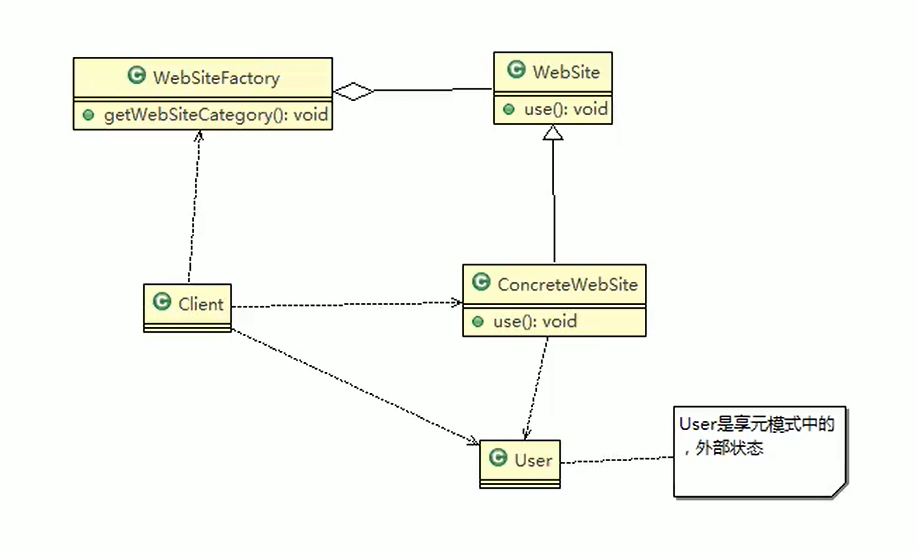 WebSiteFactory
getWebSiteCategory(): void
WebSite
use(): void
Client
ConcreteWebSite
use(): void
User
User是享元模式中的
，外部状态